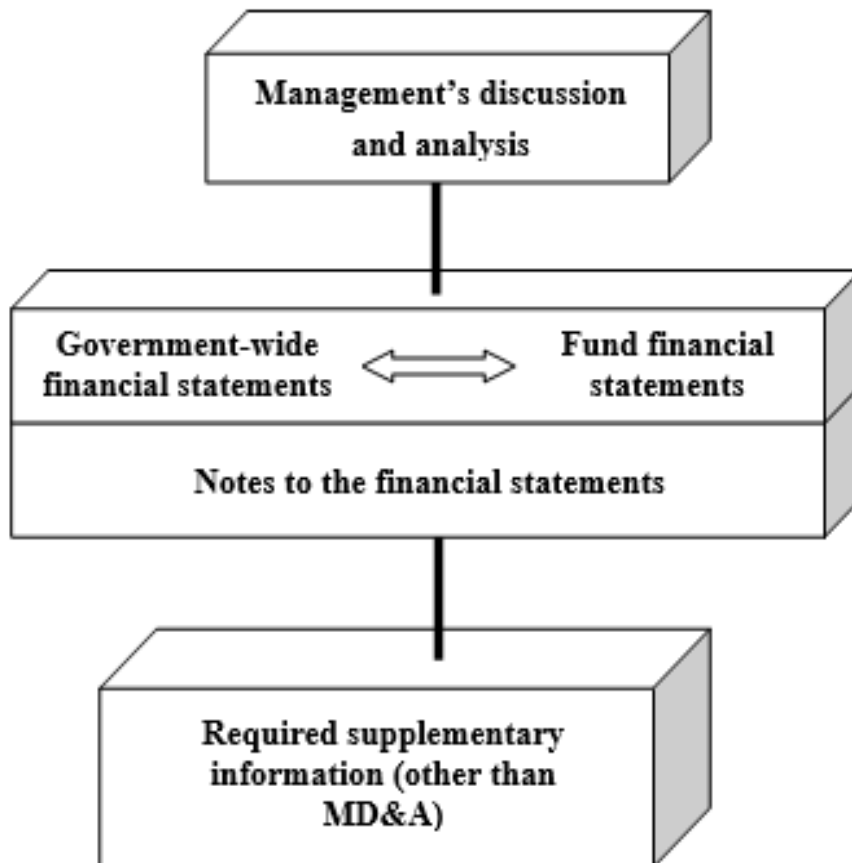 Management's discussion
and analysis
Government-wide
financial statements
Fund financial
statements
Notes to the financial statements
Required supplementary
information (other than
MD&A)